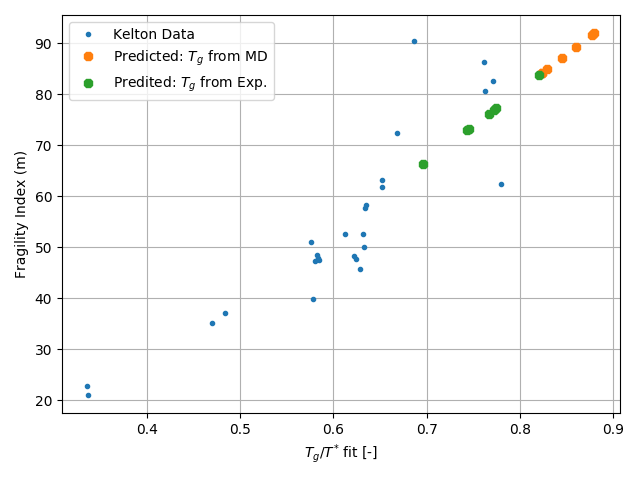 Kelton Data
Predicted: $T_g$ from MD
Predited: $T_g$ from Exp.
Fragility Index (m)
90
80
70
60
50
40
30
20
0.4 0.5 0.6 0.7 0.8 0.9
$T_g/T^*$ fit [-]